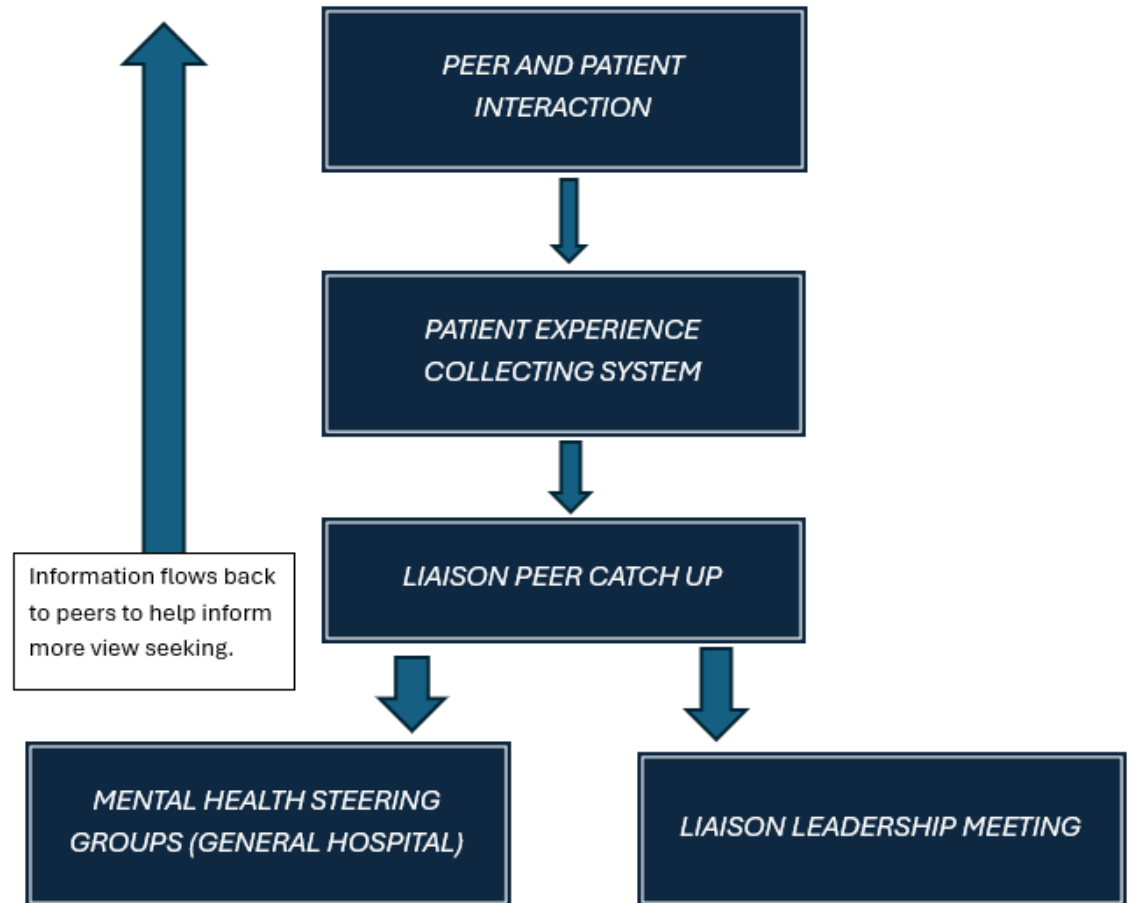 PEER AND PATIENT
INTERACTION
PATIENT EXPERIENCE
COLLECTING SYSTEM
LIAISON PEER CATCH UP
Information flows back
to peers to help inform
more view seeking.
MENTAL HEALTH STEERING
GROUPS (GENERAL HOSPITAL)
LIAISON LEADERSHIP MEETING